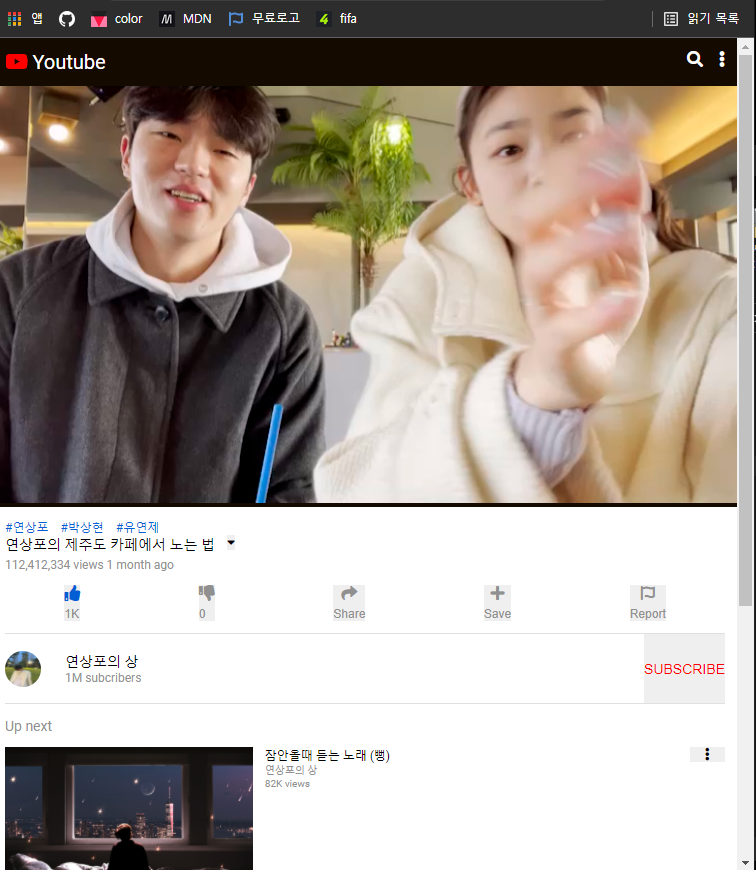 앱 color MDN 무료로고 fifa 읽기 목록
Youtube
#연상포 #박상현 #유연제
연상포의 제주도 카페에서 노는 법
112,412,334 views 1 month ago
1K 0 Share Save Report
연상포의 상
1M subcribers
SUBSCRIBE
Up next
잠안올때 듣는 노래 (뻥)
연상포의 상
82K views